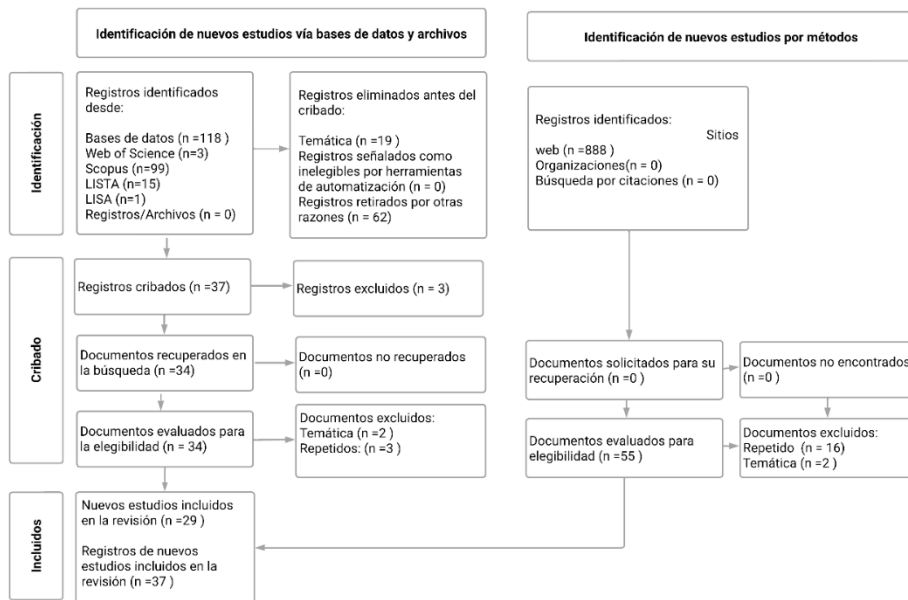 Identificación de nuevos estudios vía bases de datos y archivos
Identificación de nuevos estudios por métodos
Identificación
Registros identificados
desde:
Bases de datos (n =118 )
Web of Science (n=3)
Scopus (n=99)
LISTA (n=15)
LISA (n=1)
Registros/Archivos (n = 0)
Registros eliminados antes del
cribado:
Temática (n =19 )
Registros señalados como
inelegibles por herramientas
de automatización (n = 0)
Registros retirados por otras
razones (n = 62)
Registros identificados:
Sitios
web (n =888 )
Organizaciones(n = 0)
Búsqueda por citaciones (n = 0)
Cribado
Registros cribados (n =37)
Registros excluidos (n = 3)
Documentos recuperados en
la búsqueda (n =34)
Documentos no recuperados
(n =0)
Documentos solicitados para su
recuperación (n =0 )
Documentos no encontrados
(n =0 )
Documentos evaluados para
la elegibilidad (n = 34)
Documentos excluidos:
Temática (n =2 )
Repetidos: (n =3 )
Documentos evaluados para
elegibilidad (n =55 )
Documentos excluidos:
Repetido (n = 16)
Temática (n =2 )
Incluidos
Nuevos estudios incluidos
en la revisión (n =29 )
Registros de nuevos
estudios incluidos en la
revisión (n =37 )